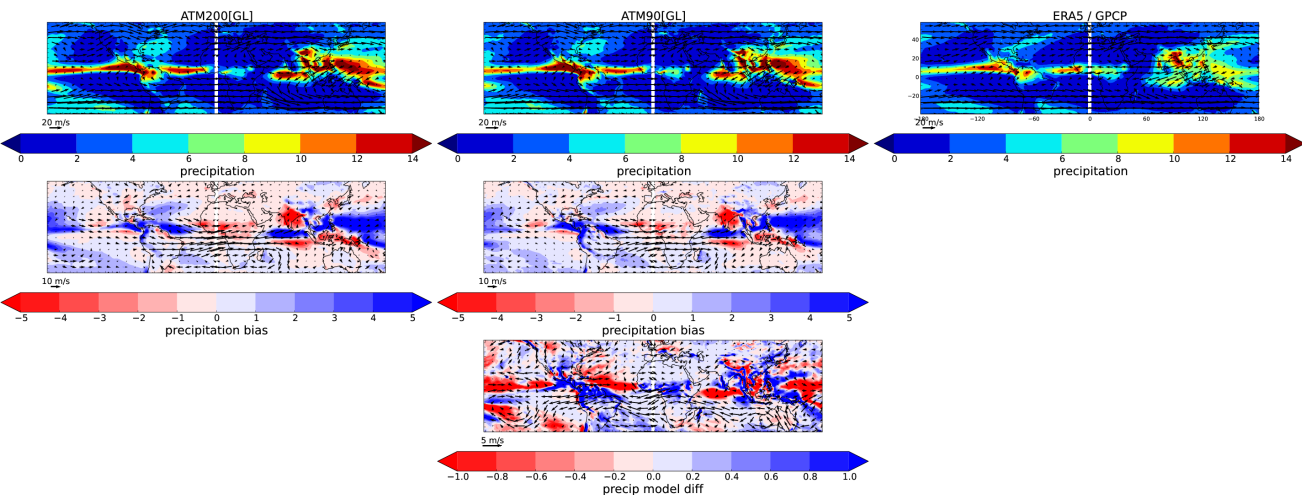 ATM200[GL] ATM90[GL] ERA5 / GPCP
40
20
0
−20
−180 −120 −60 0 60 120 180
20 m/s 20 m/s 20 m/s
0 2 4 6 8 10 12 14 0 2 4 6 8 10 12 14 0 2 4 6 8 10 12 14
precipitation precipitation precipitation
10 m/s 10 m/s
−5 −4 −3 −2 −1 0 1 2 3 4 5 −5 −4 −3 −2 −1 0 1 2 3 4 5
precipitation bias precipitation bias
5 m/s
−1.0 −0.8 −0.6 −0.4 −0.2 0.0 0.2 0.4 0.6 0.8 1.0
precip model diff